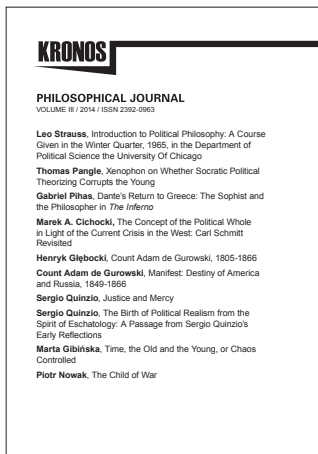 KRONOS
PHILOSOPHICAL JOURNAL
VOLUME III / 2014 / ISSN 2392-0963
Leo Strauss, Introduction to Political Philosophy: A Course
Given in the Winter Quarter, 1965, in the Department of
Political Science the University Of Chicago
Thomas Pangle, Xenophon on Whether Socratic Political
Theorizing Corrupts the Young
Gabriel Pihas, Dante's Return to Greece: The Sophist and
the Philosopher in The Inferno
Marek A. Cichocki, The Concept of the Political Whole
in Light of the Current Crisis in the West: Carl Schmitt
Revisited
Henryk Głębocki, Count Adam de Gurowski, 1805-1866
Count Adam de Gurowski, Manifest: Destiny of America
and Russia, 1849-1866
Sergio Quinzio, Justice and Mercy
Sergio Quinzio, The Birth of Political Realism from the
Spirit of Eschatology: A Passage from Sergio Quinzio's
Early Reflections
Marta Gibińska, Time, the Old and the Young, or Chaos
Controlled
Piotr Nowak, The Child of War